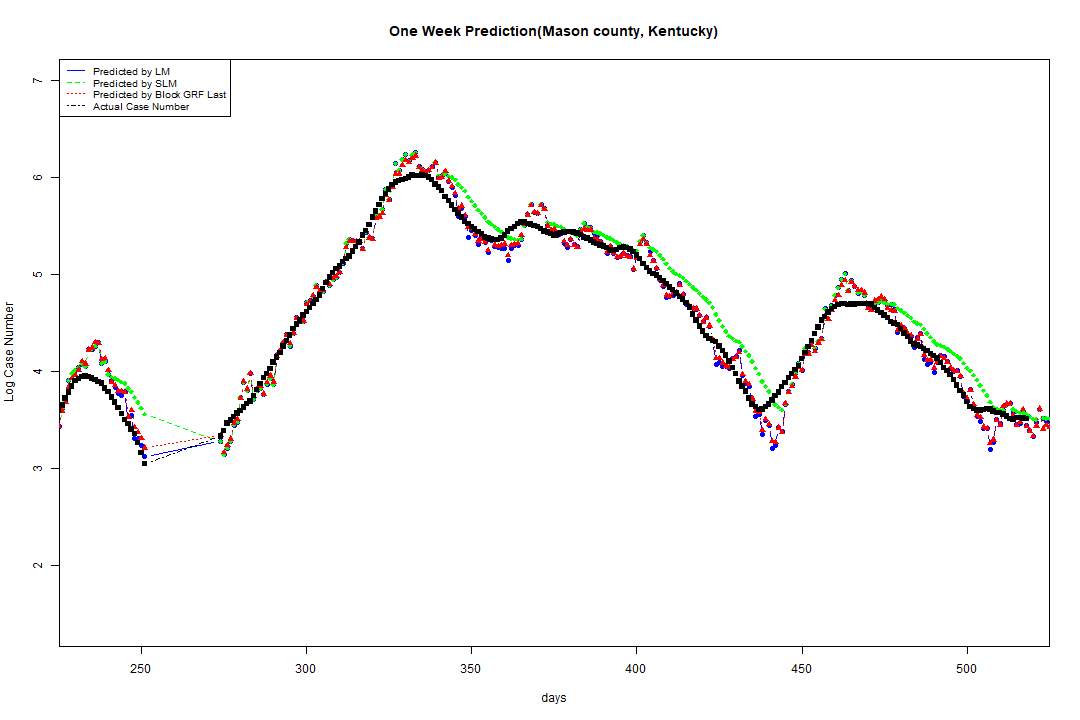 One Week Prediction(Mason county, Kentucky)
Predicted by LM
Predicted by SLM
Predicted by Block GRF Last
Actual Case Number
7
6
5
4
3
2
Log Case Number
250 300 350 400 450 500
days